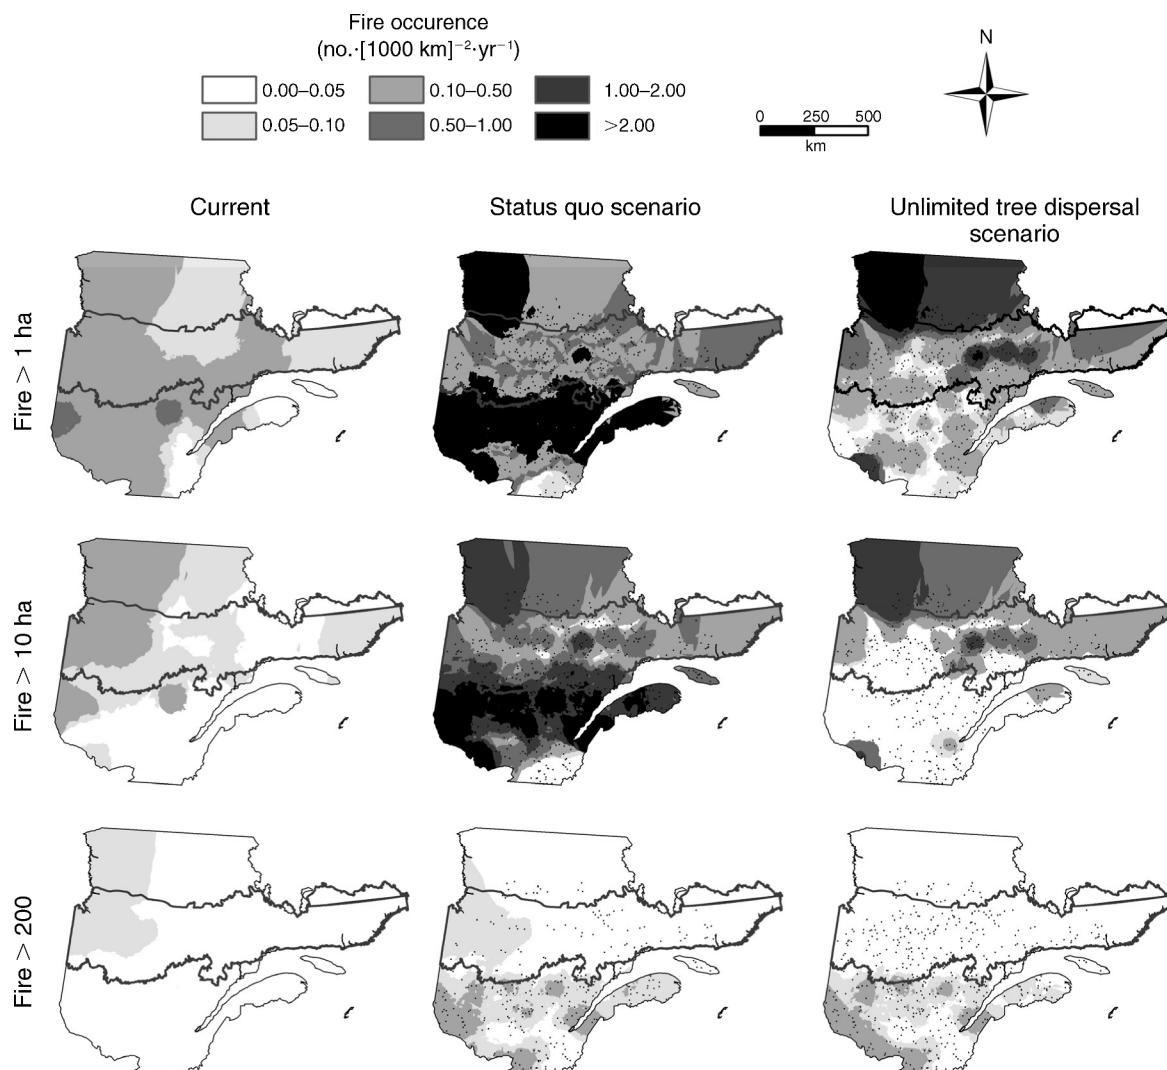 Fire occurence
(no.·[1000 km]⁻²·yr⁻¹)
0.00–0.05
0.10–0.50
1.00–2.00
0.05–0.10
0.50–1.00
>2.00
N
0 250 500
km
Current
Status quo scenario
Unlimited tree dispersal
scenario
Fire > 1 ha
Fire > 10 ha
Fire > 200